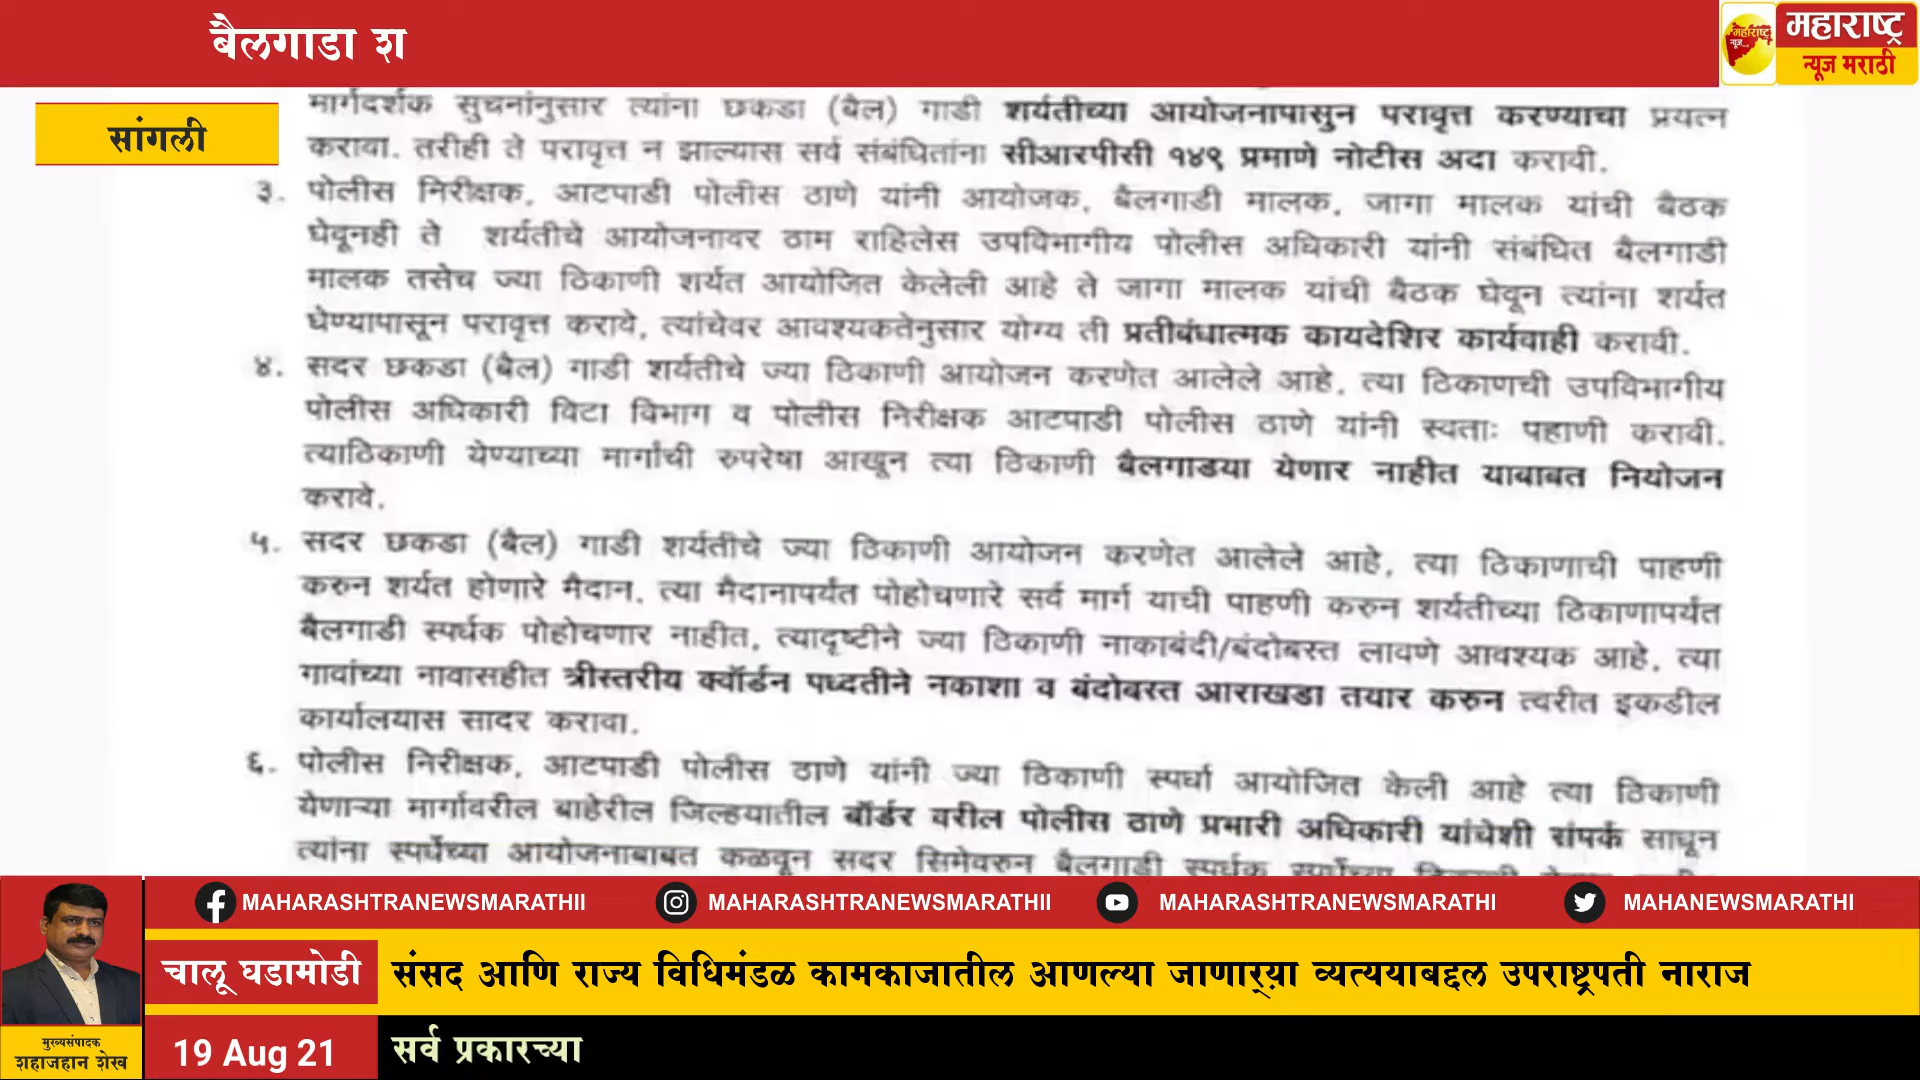 बैलगाडा श
महाराष्ट्र
न्यूज मराठी
महाराष्ट्र
न्यूज
सांगली
मार्गदर्शक सुचनांनुसार त्यांना छकडा (बैल) गाडी शर्यतीच्या आयोजनापासुन परावृत्त करण्याचा प्रयत्न
करावा. तरीही ते परावृत्त न झाल्यास सर्व संबंधितांना सीआरपीसी १४९ प्रमाणे नोटीस अदा करावी.
३. पोलीस निरीक्षक, आटपाडी पोलीस ठाणे यांनी आयोजक, बैलगाडी मालक, जागा मालक यांची बैठक
घेवूनही ते शर्यतीचे आयोजनावर ठाम राहिलेस उपविभागीय पोलीस अधिकारी यांनी संबंधित बैलगाडी
मालक तसेच ज्या ठिकाणी शर्यत आयोजित केलेली आहे ते जागा मालक यांची बैठक घेवून त्यांना शर्यत
घेण्यापासून परावृत्त करावे, त्यांचेवर आवश्यकतेनुसार योग्य ती प्रतीबंधात्मक कायदेशिर कार्यवाही करावी.
४. सदर छकडा (बैल) गाडी शर्यतीचे ज्या ठिकाणी आयोजन करणेत आलेले आहे, त्या ठिकाणची उपविभागीय
पोलीस अधिकारी विटा विभाग व पोलीस निरीक्षक आटपाडी पोलीस ठाणे यांनी स्वताः पहाणी करावी.
त्याठिकाणी येण्याच्या मार्गांची रुपरेषा आखून त्या ठिकाणी बैलगाडया येणार नाहीत याबाबत नियोजन
करावे.
५. सदर छकडा (बैल) गाडी शर्यतीचे ज्या ठिकाणी आयोजन करणेत आलेले आहे, त्या ठिकाणाची पाहणी
करुन शर्यत होणारे मैदान, त्या मैदानापर्यंत पोहोचणारे सर्व मार्ग याची पाहणी करुन शर्यतीच्या ठिकाणापर्यंत
बैलगाडी स्पर्धक पोहोचणार नाहीत, त्यादृष्टीने ज्या ठिकाणी नाकाबंदी/बंदोबस्त लावणे आवश्यक आहे, त्या
गावांच्या नावासहीत त्रीस्तरीय क्वॉर्डन पध्दतीने नकाशा व बंदोबस्त आराखडा तयार करुन त्वरीत इकडील
कार्यालयास सादर करावा.
६. पोलीस निरीक्षक, आटपाडी पोलीस ठाणे यांनी ज्या ठिकाणी स्पर्धा आयोजित केली आहे त्या ठिकाणी
येणाऱ्या मार्गावरील बाहेरील जिल्हयातील बॉर्डर वरील पोलीस ठाणे प्रभारी अधिकारी यांचेशी संपर्क साधून
त्यांना स्पर्धेच्या आयोजनाबाबत कळवून सदर सिमेवरुन बैलगाडी स्पर्धक स्पर्धेच्या
MAHARASHTRANEWSMARATHII MAHARASHTRANEWSMARATHII MAHARASHTRANEWSMARATHI MAHANEWSMARATHI
चालू घडामोडी संसद आणि राज्य विधिमंडळ कामकाजातील आणल्या जाणाऱ्या व्यत्ययाबद्दल उपराष्ट्रपती नाराज
मुख्यसंपादक
शहाजहान शेख
19 Aug 21 सर्व प्रकारच्या